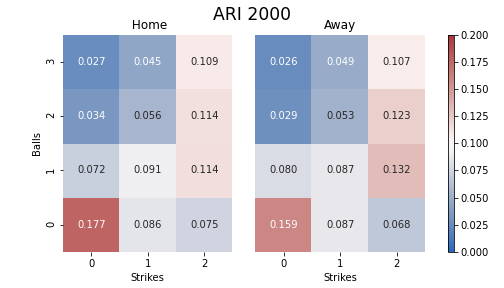 ARI 2000
Home Away
3 0.027 0.045 0.109 0.026 0.049 0.107
2 0.034 0.056 0.114 0.029 0.053 0.123
1 0.072 0.091 0.114 0.080 0.087 0.132
0 0.177 0.086 0.075 0.159 0.087 0.068
Balls
0 1 2 0 1 2
Strikes Strikes
0.200
0.175
0.150
0.125
0.100
0.075
0.050
0.025
0.000